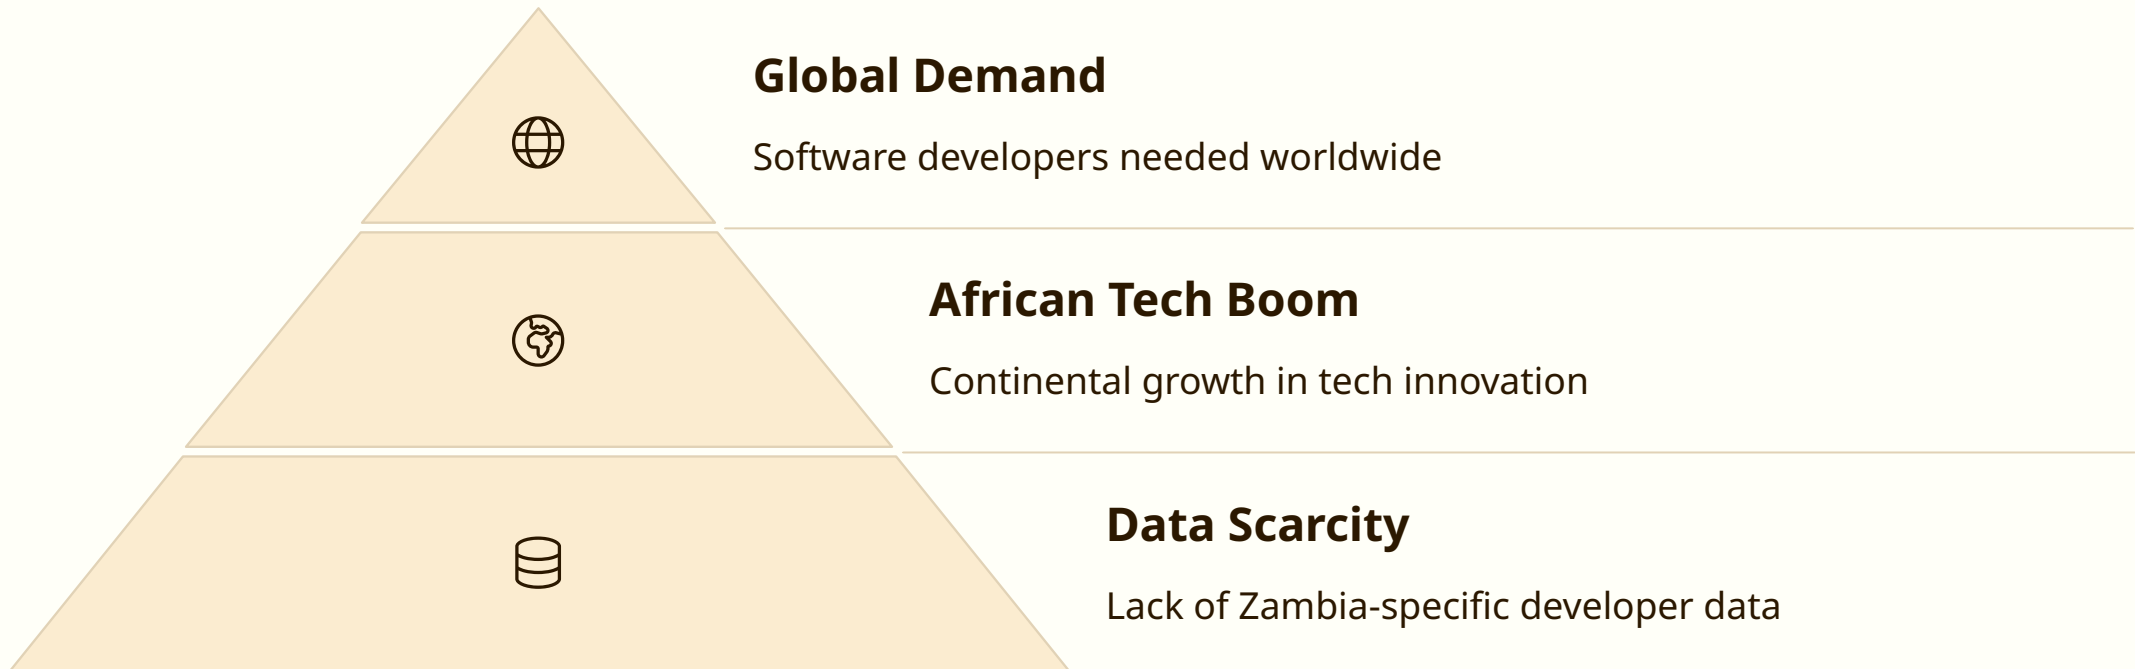 Global Demand
Software developers needed worldwide
African Tech Boom
Continental growth in tech innovation
Data Scarcity
Lack of Zambia-specific developer data